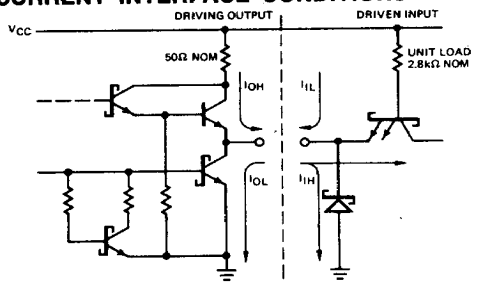 CURRENT INTERFACE CONDITIONS
DRIVING OUTPUT
DRIVEN INPUT
VCC
50Ω NOM
UNIT LOAD
2.8kΩ NOM
IOH
IIL
IOL
IIH